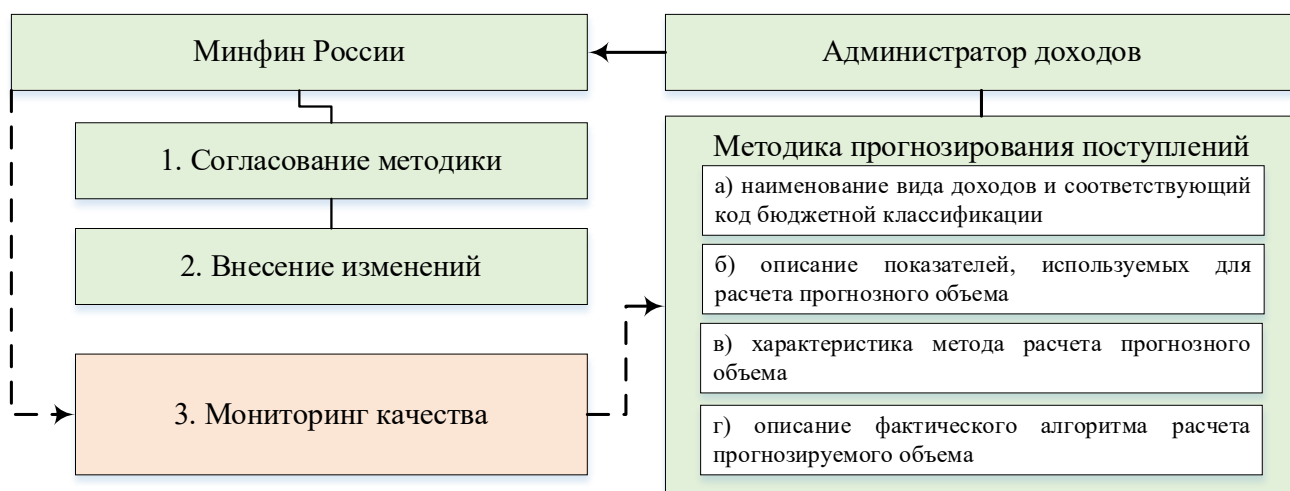 Минфин России
Администратор доходов
1. Согласование методики
2. Внесение изменений
3. Мониторинг качества
Методика прогнозирования поступлений
а) наименование вида доходов и соответствующий
код бюджетной классификации
б) описание показателей, используемых для
расчета прогнозного объема
в) характеристика метода расчета прогнозного
объема
г) описание фактического алгоритма расчета
прогнозируемого объема